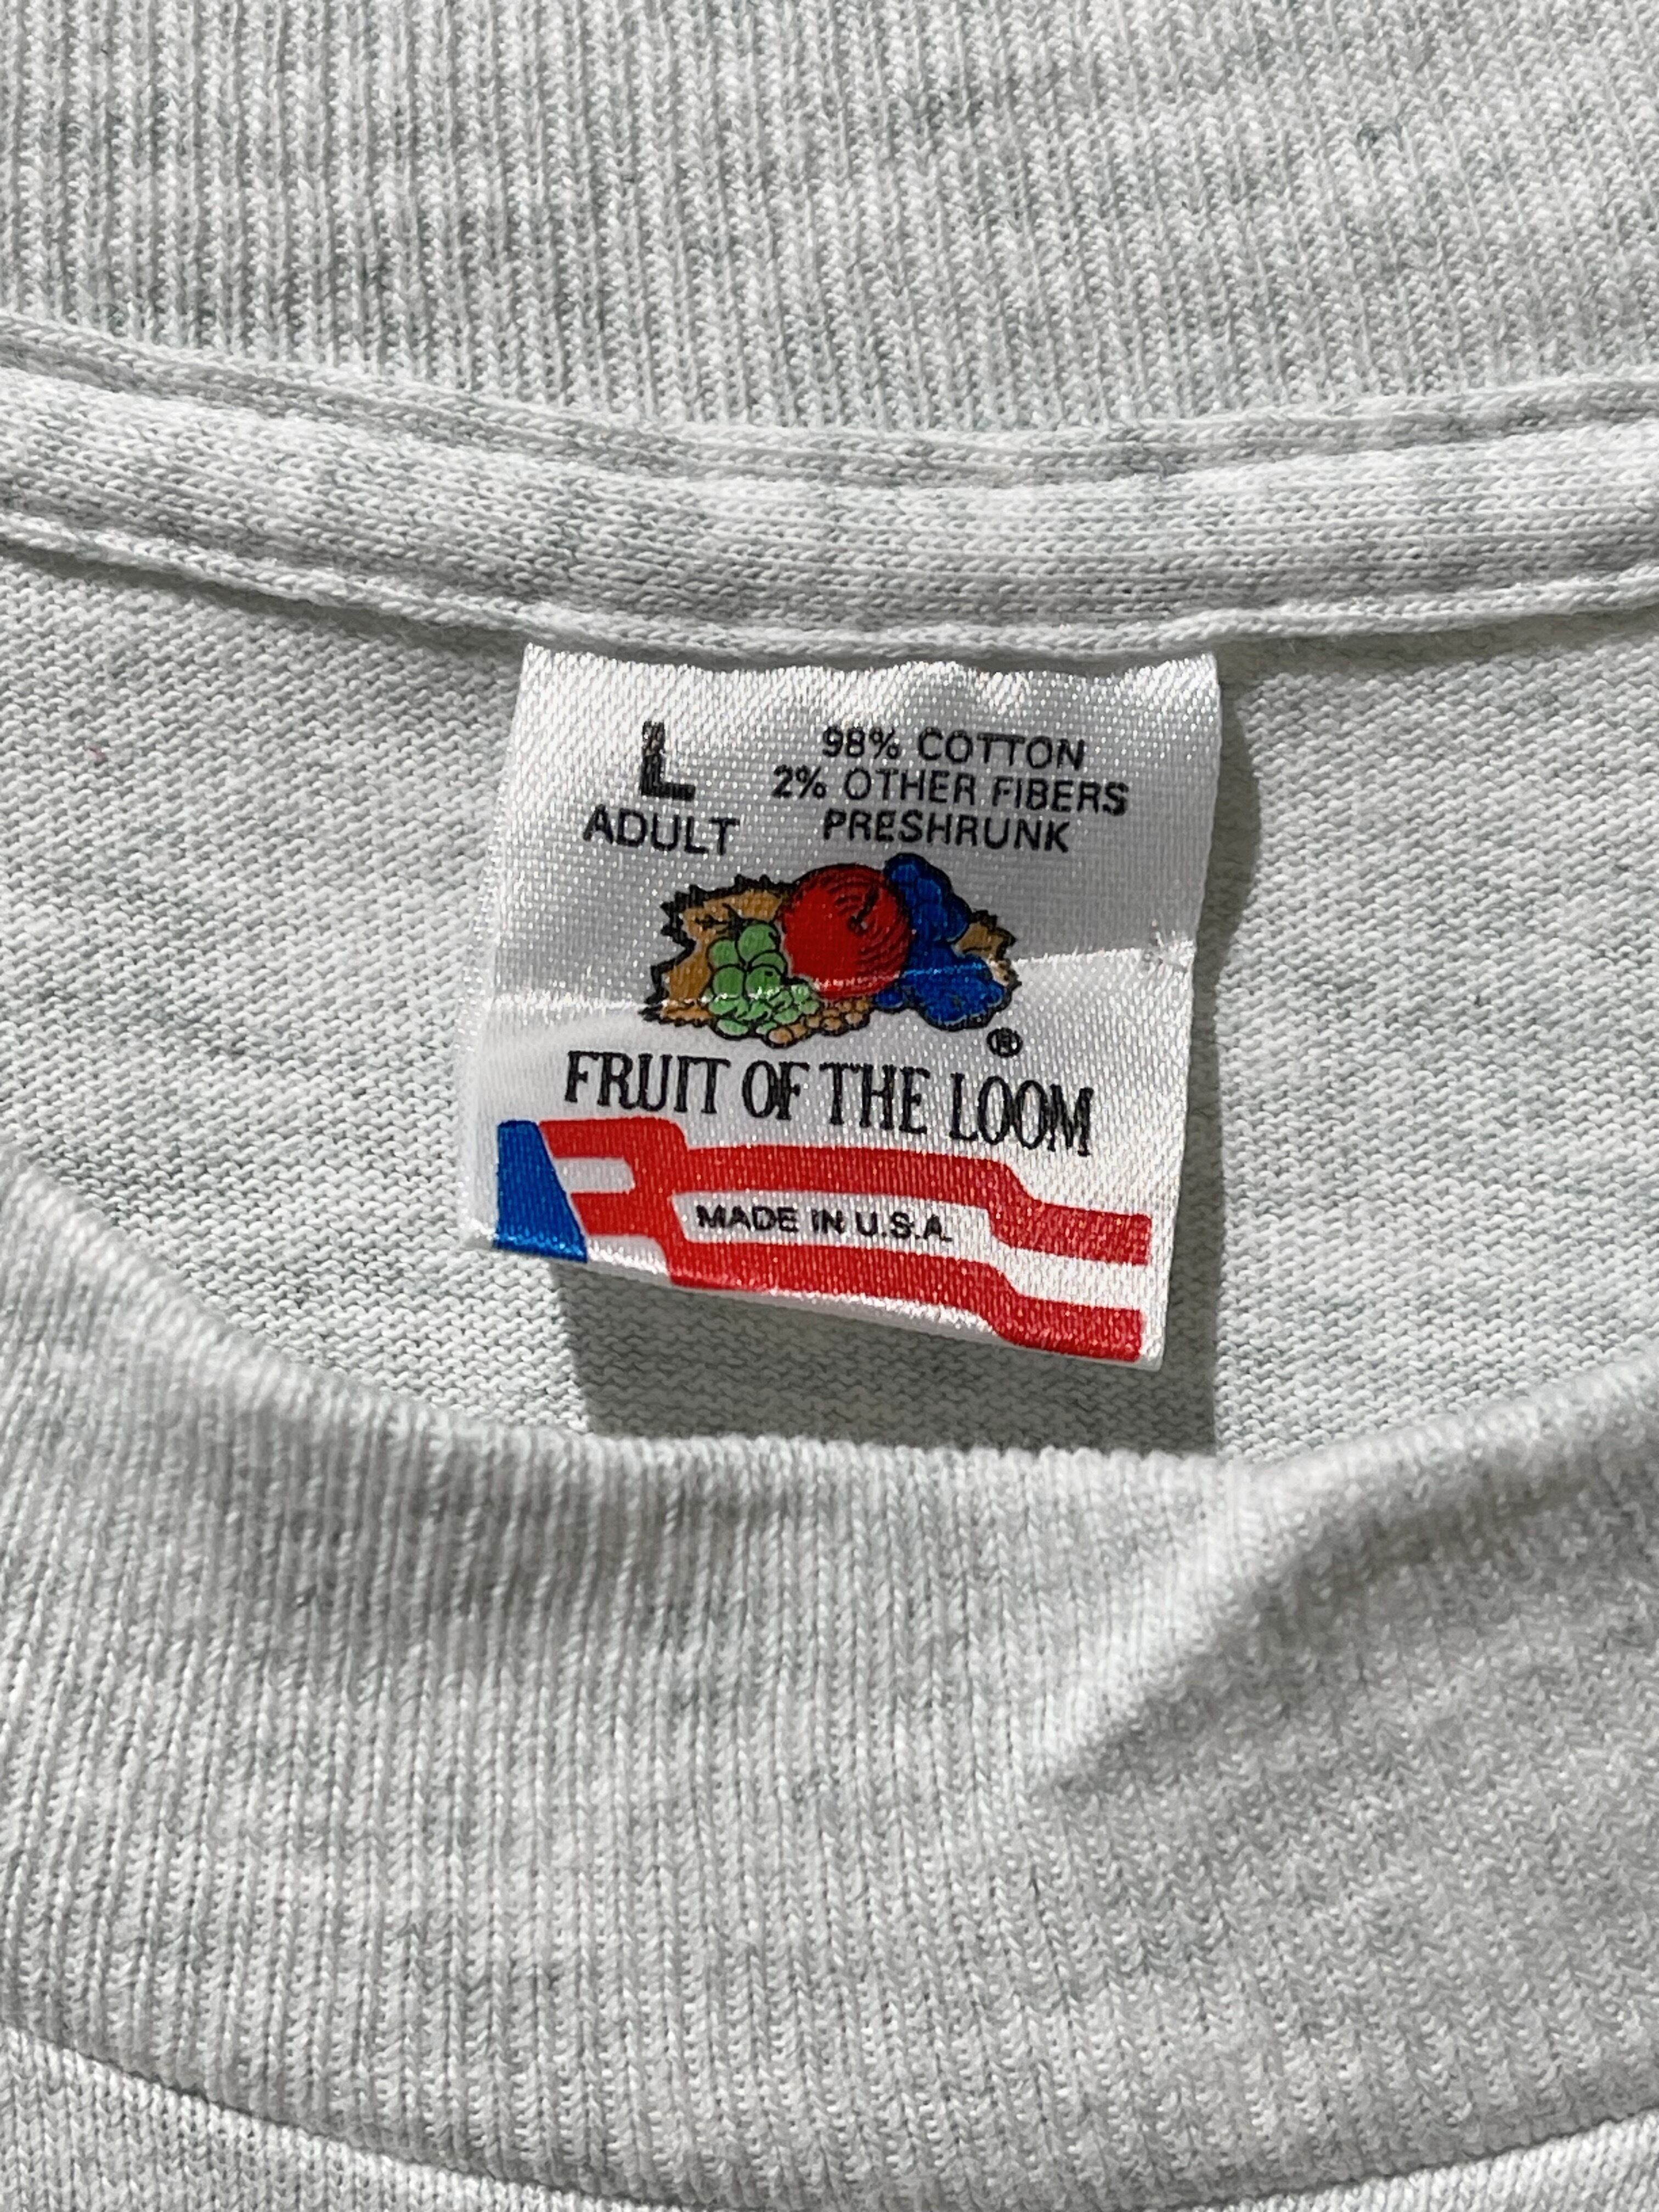 L
ADULT
98% COTTON
2% OTHER FIBERS
PRESHRUNK
®
FRUIT OF THE LOOM
MADE IN U.S.A.